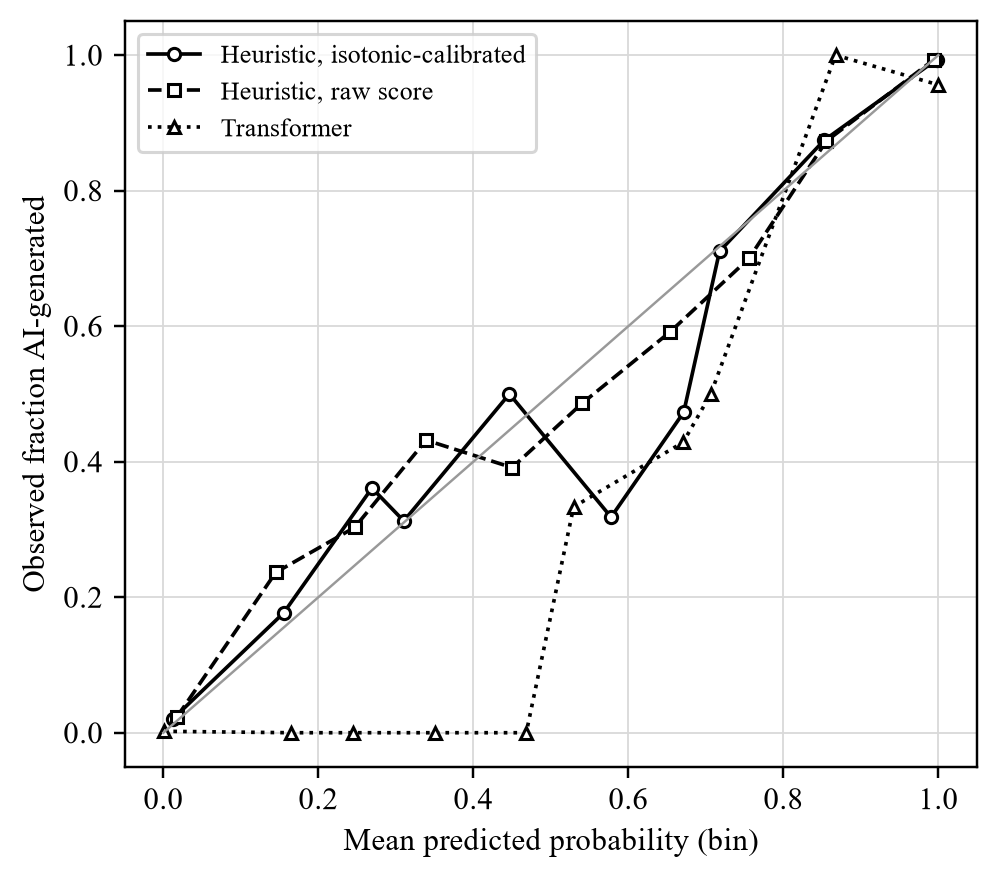 Heuristic, isotonic-calibrated
Heuristic, raw score
Transformer
1.0
0.8
0.6
0.4
0.2
0.0
Observed fraction AI-generated
0.0 0.2 0.4 0.6 0.8 1.0
Mean predicted probability (bin)